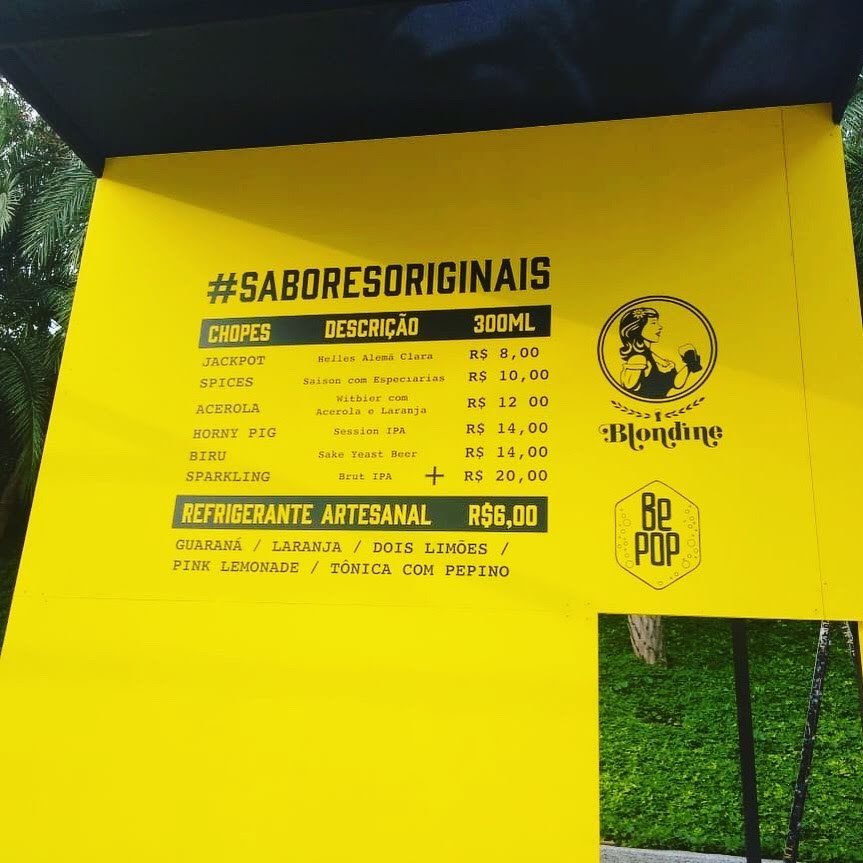 #SABORESORIGINAIS
CHOPES DESCRIÇÃO 300ML
JACKPOT Helles Alemã Clara R$ 8,00
SPICES Saison com Especiarias R$ 10,00
ACEROLA Witbier com Acerola e Laranja R$ 12 00
HORNY PIG Session IPA R$ 14,00
BIRU Sake Yeast Beer R$ 14,00
SPARKLING Brut IPA + R$ 20,00
REFRIGERANTE ARTESANAL R$6,00
GUARANÁ / LARANJA / DOIS LIMÕES /
PINK LEMONADE / TÔNICA COM PEPINO
Blondine
Be
POP